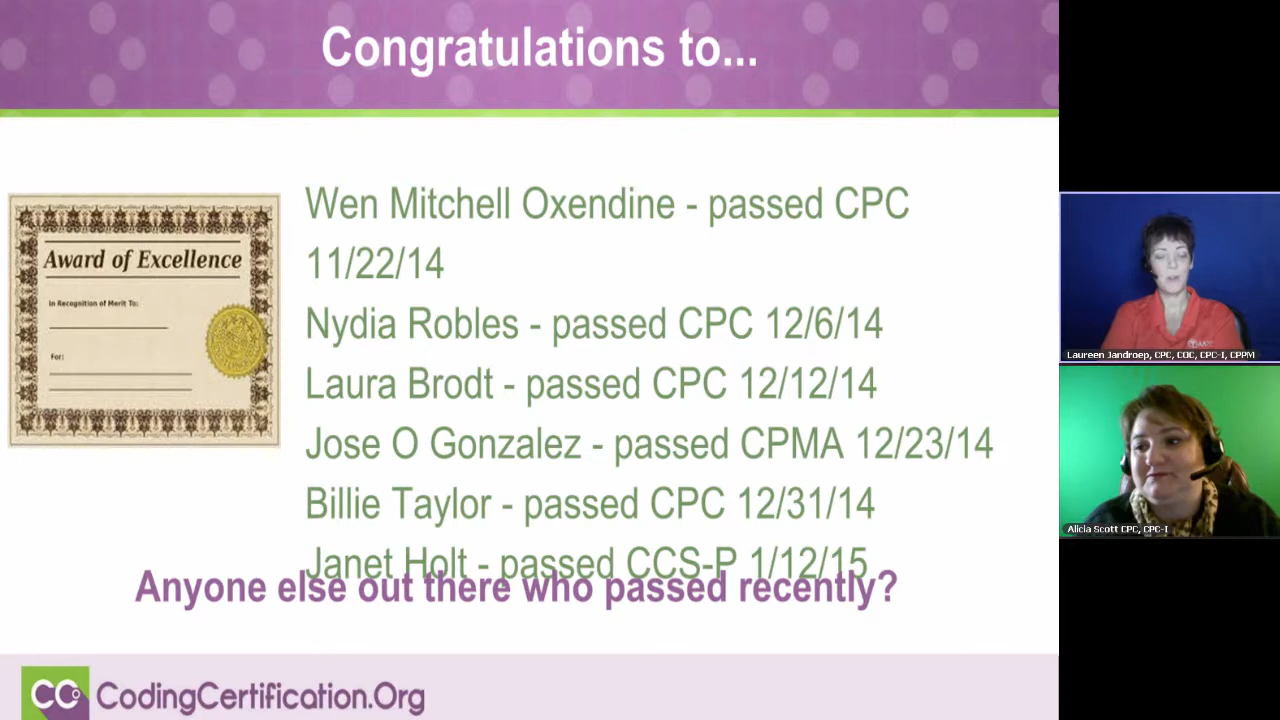 Congratulations to...
Award of Excellence
In Recognition of Merit To:
For:
Wen Mitchell Oxendine - passed CPC
11/22/14
Nydia Robles - passed CPC 12/6/14
Laura Brodt - passed CPC 12/12/14
Jose O Gonzalez - passed CPMA 12/23/14
Billie Taylor - passed CPC 12/31/14
Janet Holt - passed CCS-P 1/12/15
Anyone else out there who passed recently?
CCO CodingCertification.Org
Laureen Jandroep, CPC, COC, CPC-I, CPPM
Alicia Scott CPC, CPC-I